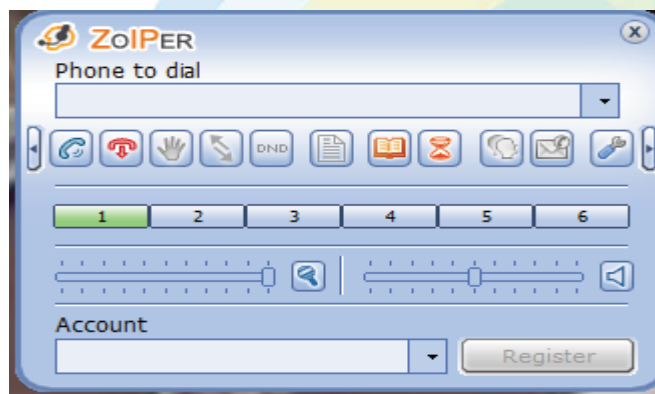 ZOIPER
Phone to dial
DND
1 2 3 4 5 6
Account
Register